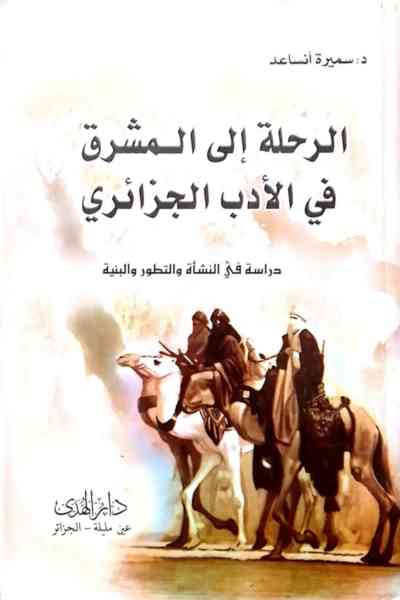 د: سميرة أنساعد
الرحلة إلى المشرق
في الأدب الجزائري
دراسة في النشأة والتطور والبنية
دار الهدى
عين مليلة - الجزائر